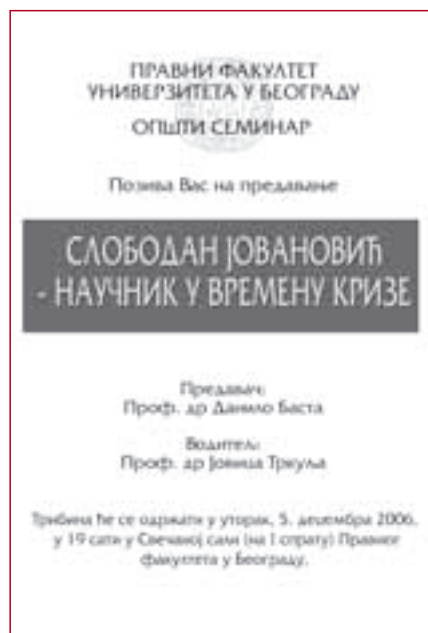 ПРАВНИ ФАКУЛТЕТ
УНИВЕРЗИТЕТА У БЕОГРАДУ
ОПШТИ СЕМИНАР
Позива Вас на предавање
СЛОБОДАН ЈОВАНОВИЋ
- НАУЧНИК У ВРЕМЕНУ КРИЗЕ
Предавач:
Проф. др Данило Баста
Водитељ:
Проф. др Јовица Тркуља
Трибина ће се одржати у уторак, 5. децембра 2006.
у 19 сати у Свечаној сали (на I спрату) Правног
факултета у Београду.